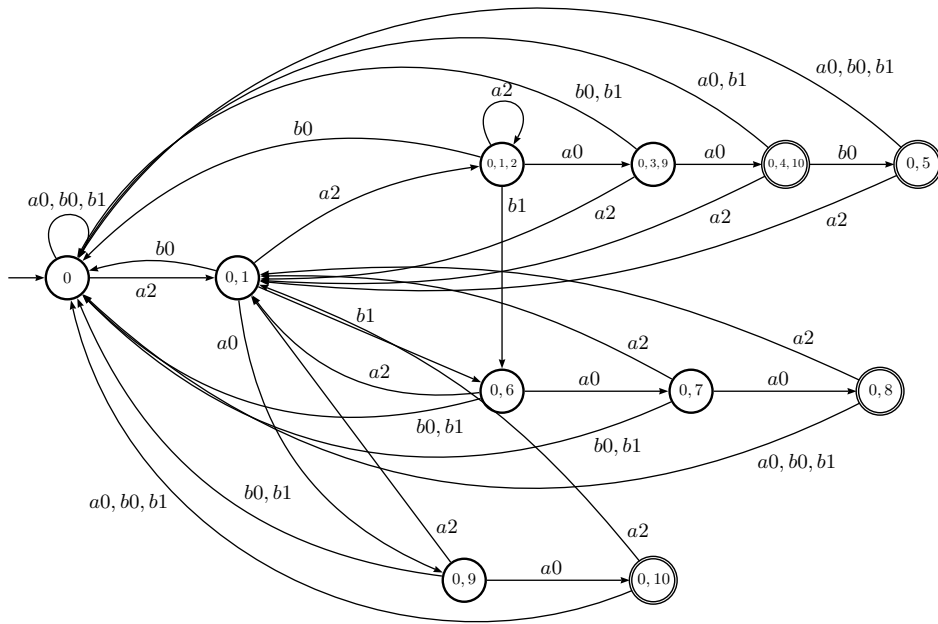 a0, b0, b1
a0, b1
b0, b1
a2
b0
0, 1, 2
a0
0, 3, 9
a0
0, 4, 10
b0
0, 5
a2
b1
a2
a2
a2
a0, b0, b1
b0
0
a2
0, 1
b1
a0
a2
a2
a2
0, 6
a0
0, 7
a0
0, 8
b0, b1
b0, b1
a0, b0, b1
b0, b1
a0, b0, b1
a2
a2
0, 9
a0
0, 10